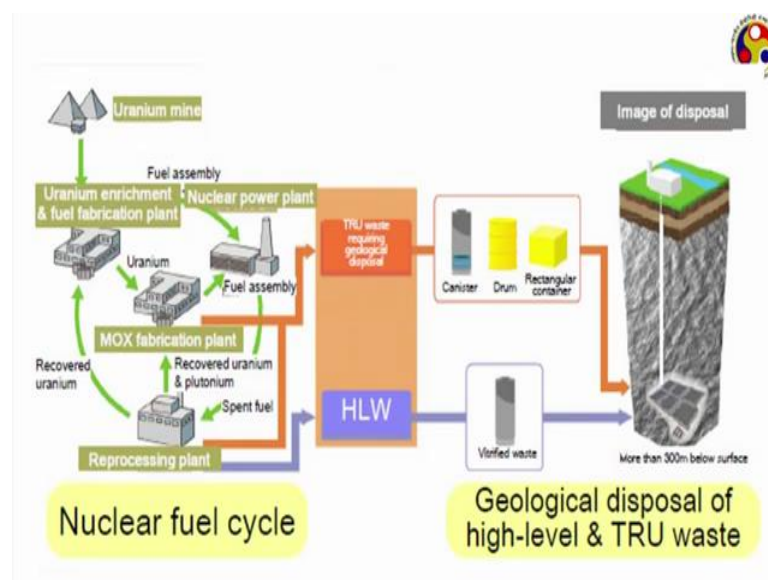 Image of disposal
Uranium mine
Fuel assembly
Uranium enrichment
& fuel fabrication plant
Nuclear power plant
TRU waste
requiring
geological
disposal
Uranium
Fuel assembly
Canister
Drum
Rectangular
container
MOX fabrication plant
Recovered
uranium
Recovered uranium
& plutonium
Spent fuel
HLW
Vitrified waste
Reprocessing plant
More than 300m below surface
Nuclear fuel cycle
Geological disposal of
high-level & TRU waste